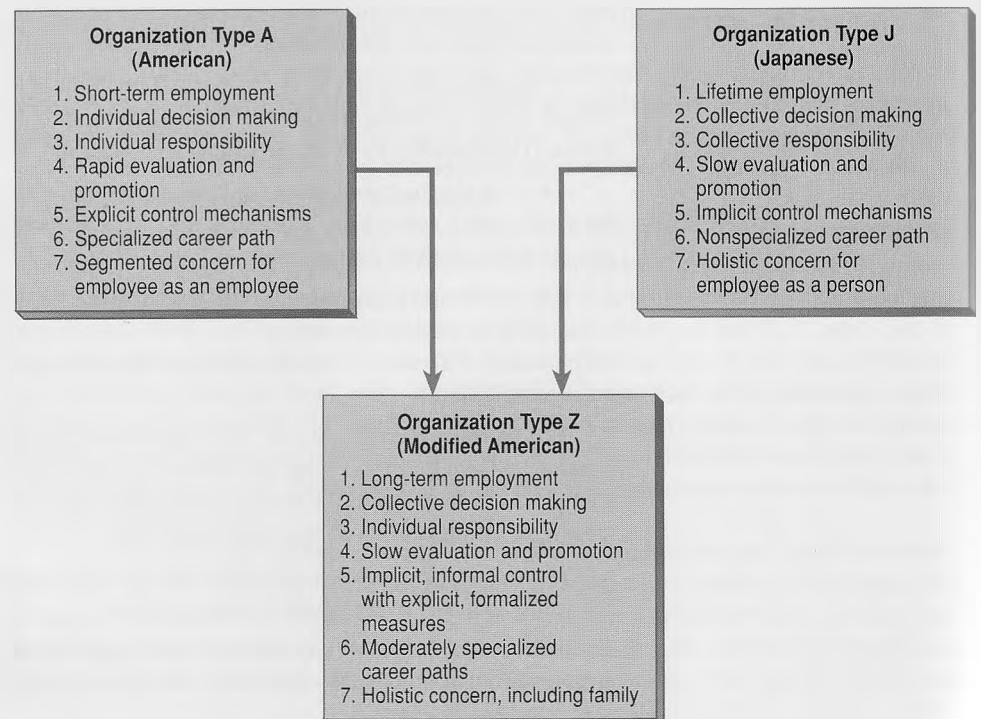 Organization Type A
(American)
1. Short-term employment
2. Individual decision making
3. Individual responsibility
4. Rapid evaluation and
promotion
5. Explicit control mechanisms
6. Specialized career path
7. Segmented concern for
employee as an employee
Organization Type J
(Japanese)
1. Lifetime employment
2. Collective decision making
3. Collective responsibility
4. Slow evaluation and
promotion
5. Implicit control mechanisms
6. Nonspecialized career path
7. Holistic concern for
employee as a person
Organization Type Z
(Modified American)
1. Long-term employment
2. Collective decision making
3. Individual responsibility
4. Slow evaluation and promotion
5. Implicit, informal control
with explicit, formalized
measures
6. Moderately specialized
career paths
7. Holistic concern, including family